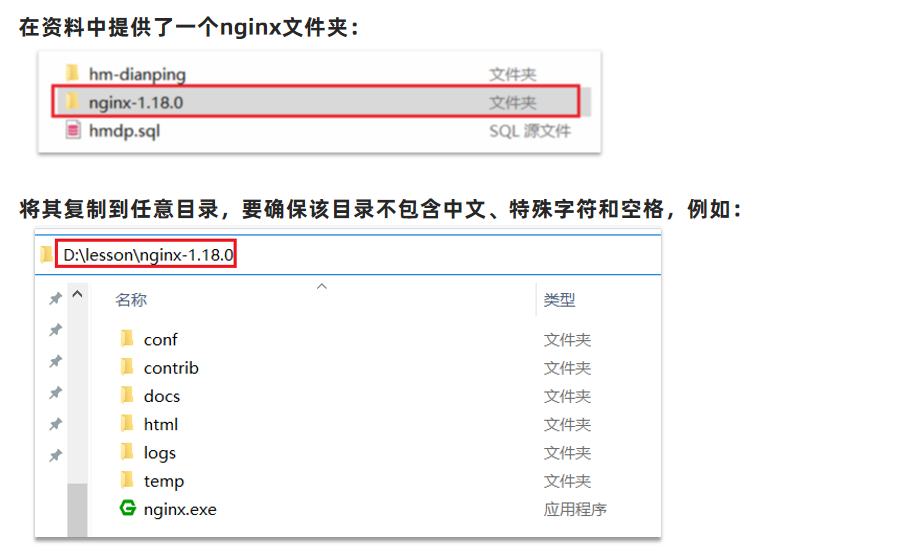 在资料中提供了一个nginx文件夹：
hm-dianping 文件夹
nginx-1.18.0 文件夹
hmdp.sql SQL 源文件
将其复制到任意目录，要确保该目录不包含中文、特殊字符和空格，例如：
D:\lesson\nginx-1.18.0
名称 类型
conf 文件夹
contrib 文件夹
docs 文件夹
html 文件夹
logs 文件夹
temp 文件夹
nginx.exe 应用程序